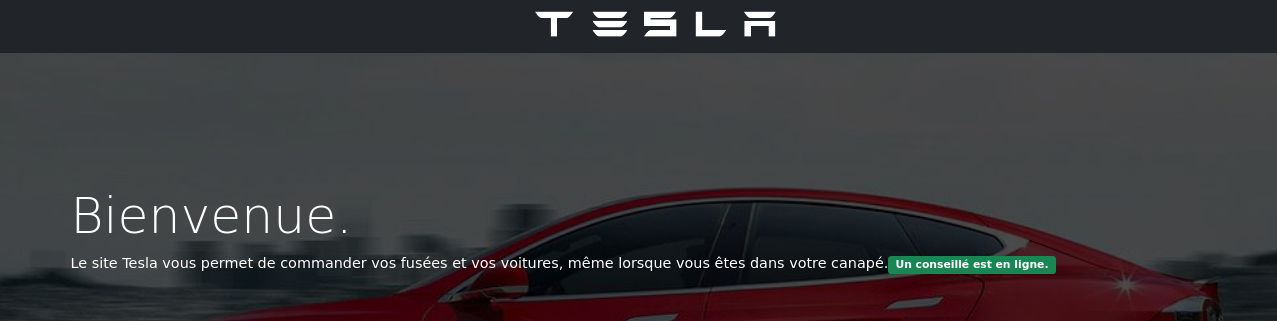 TESLA
Bienvenue.
Le site Tesla vous permet de commander vos fusées et vos voitures, même lorsque vous êtes dans votre canapé. Un conseillé est en ligne.